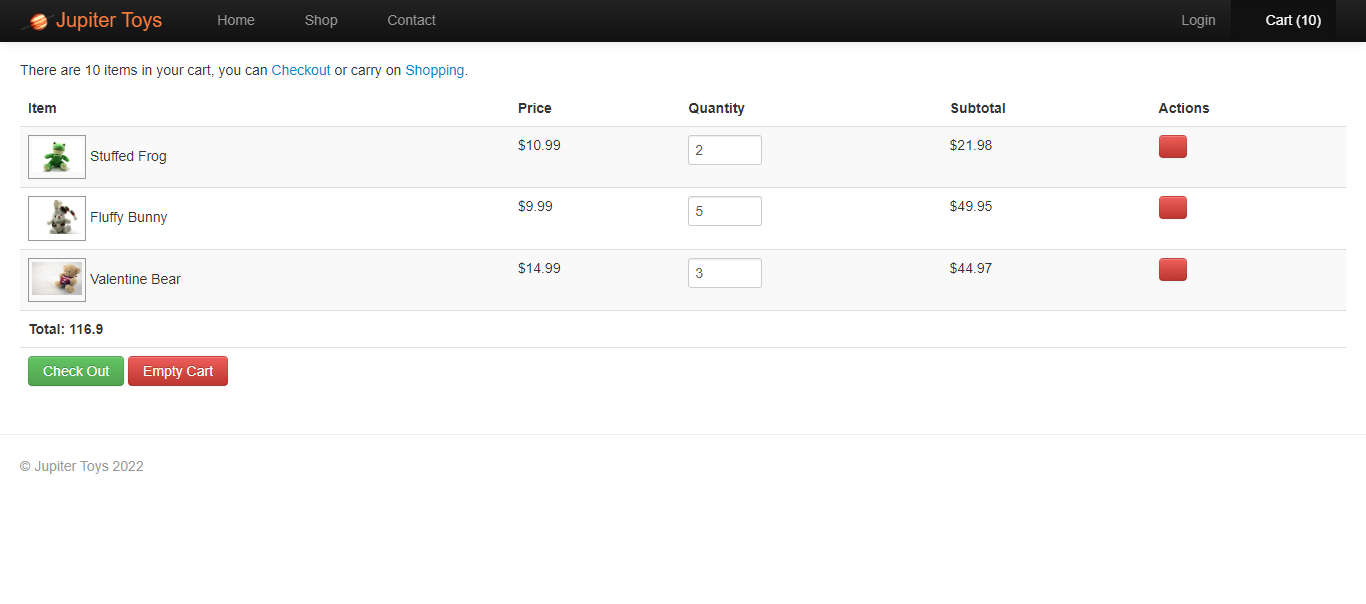 Jupiter Toys Home Shop Contact Login Cart (10)
There are 10 items in your cart, you can Checkout or carry on Shopping.
Item Price Quantity Subtotal Actions
Stuffed Frog $10.99 2 $21.98
Fluffy Bunny $9.99 5 $49.95
Valentine Bear $14.99 3 $44.97
Total: 116.9
Check Out Empty Cart
© Jupiter Toys 2022